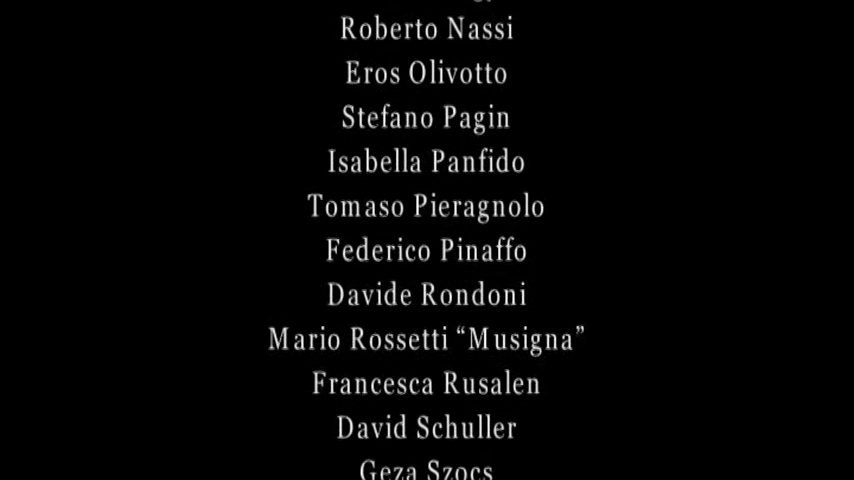 Roberto Nassi
Eros Olivotto
Stefano Pagin
Isabella Panfido
Tomaso Pieragnolo
Federico Pinaffo
Davide Rondoni
Mario Rossetti “Musigna”
Francesca Rusalen
David Schuller
Geza Szocs